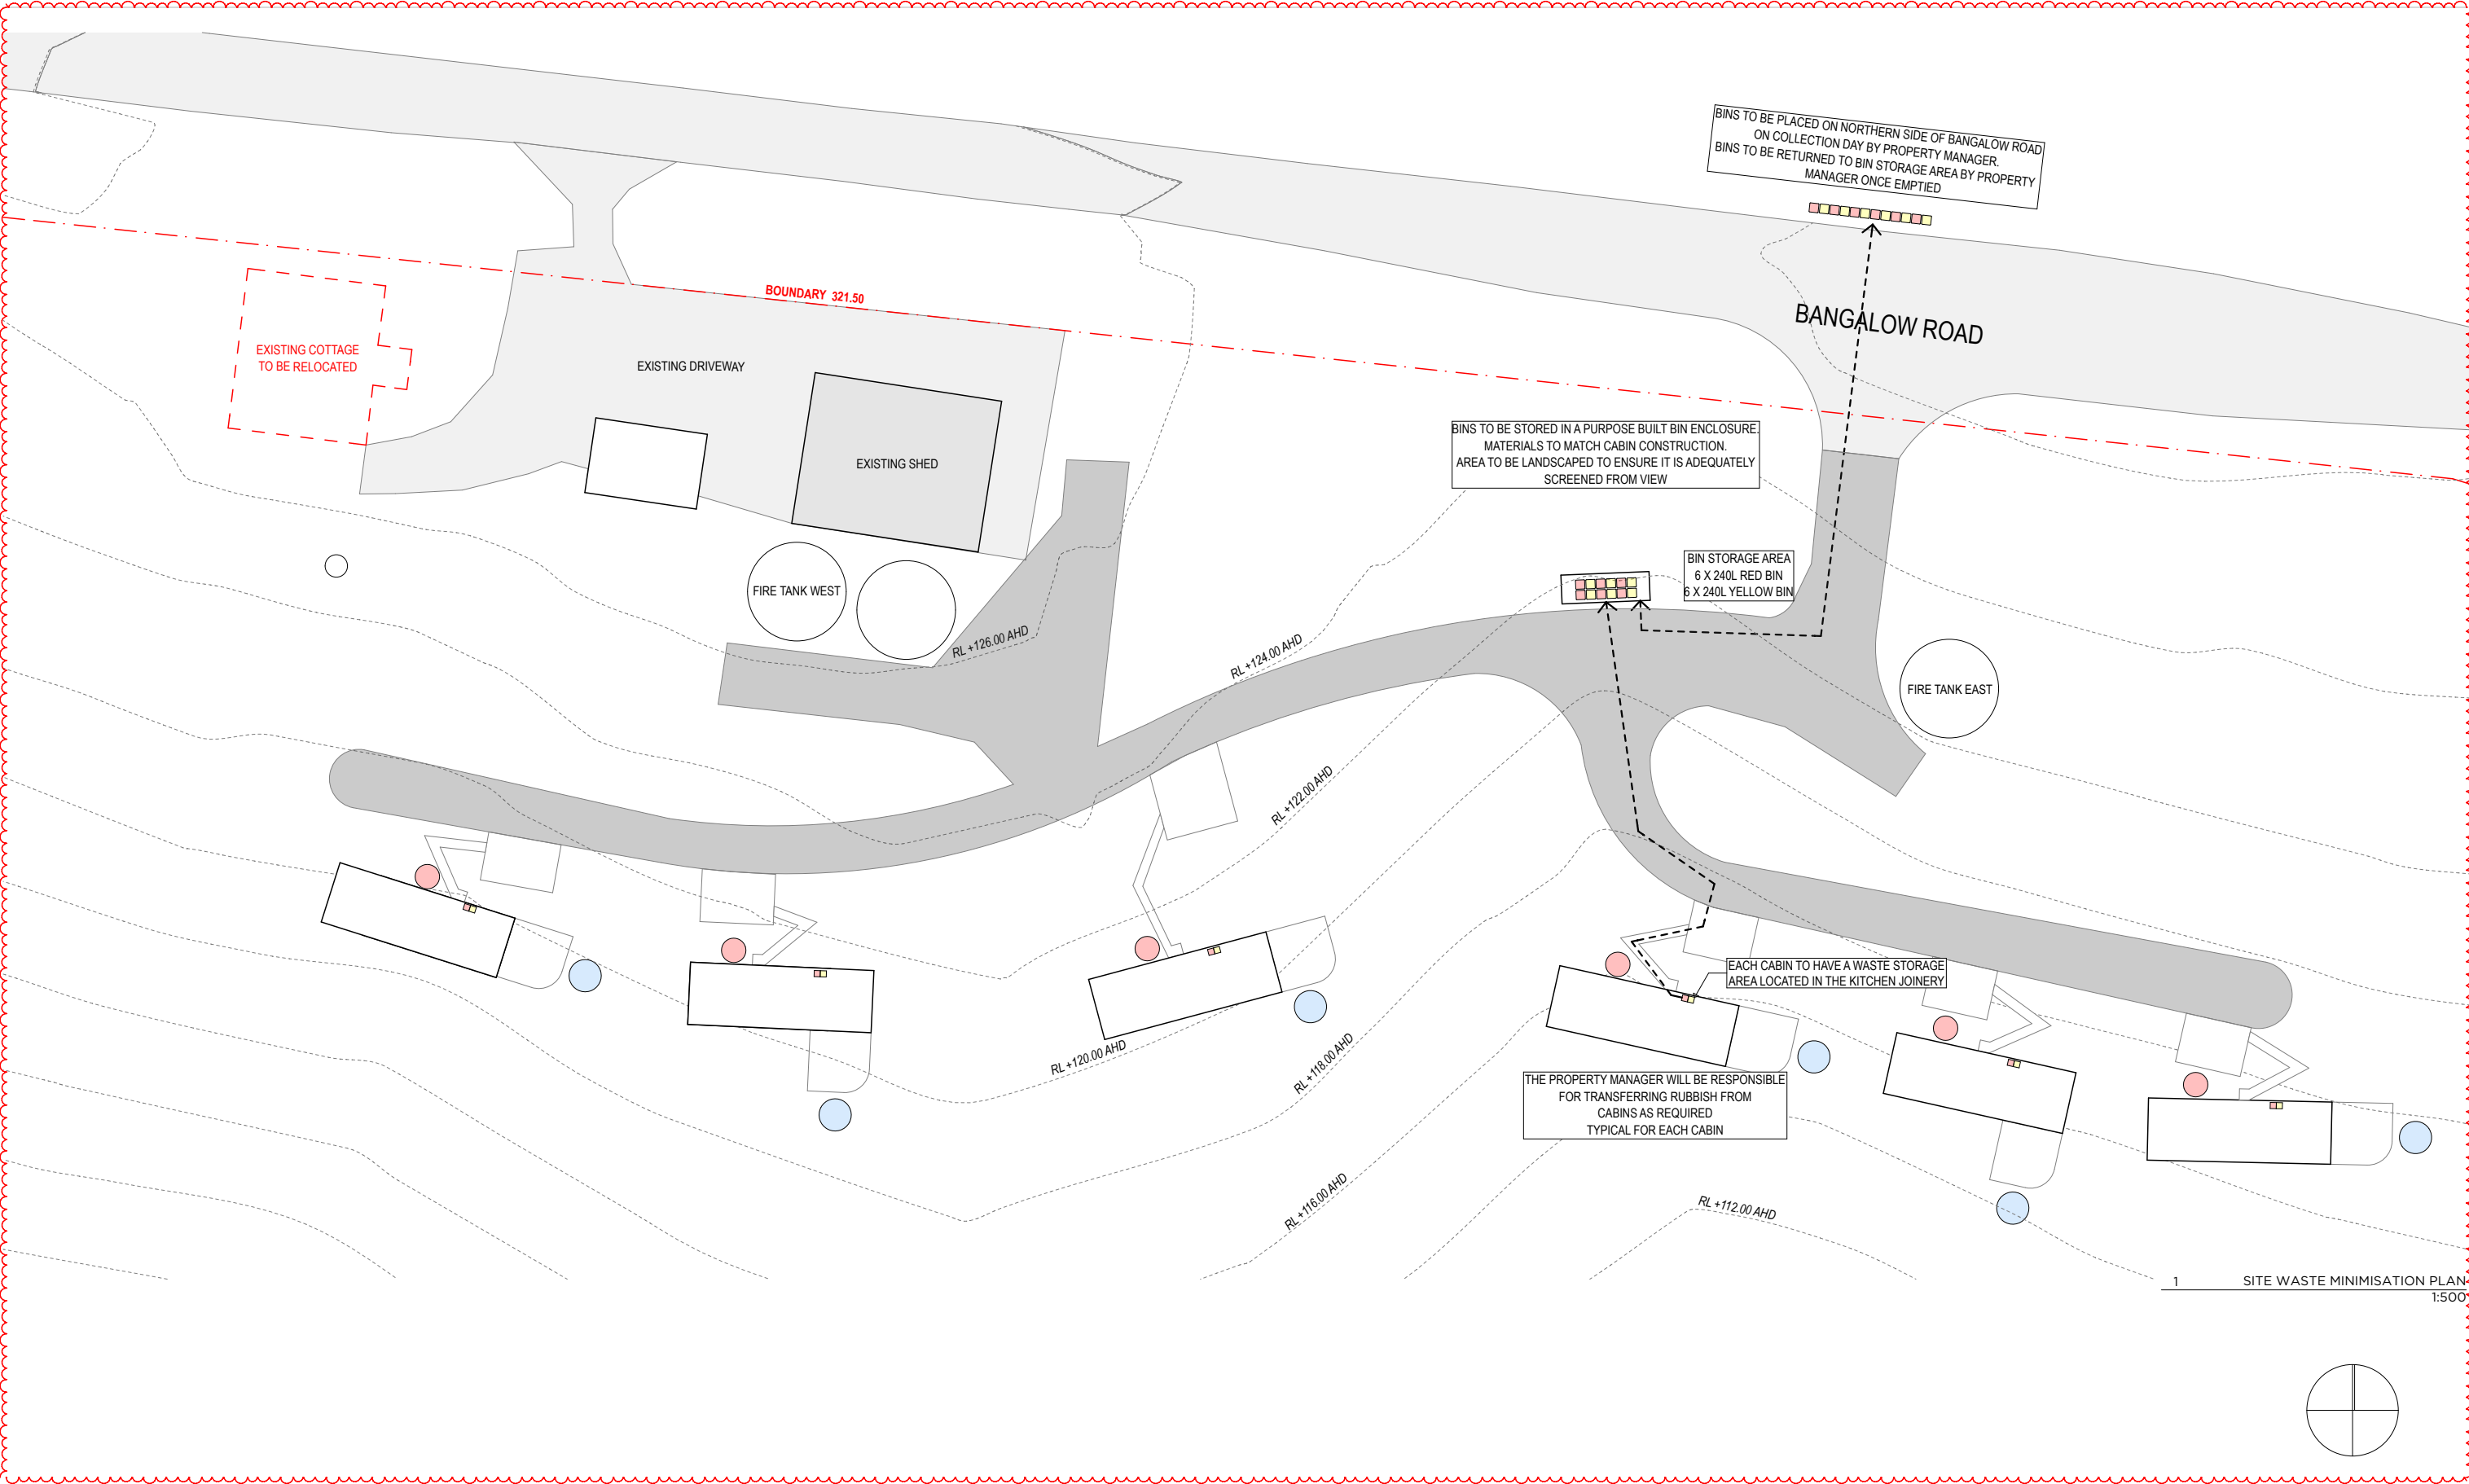 BINS TO BE PLACED ON NORTHERN SIDE OF BANGALOW ROAD
ON COLLECTION DAY BY PROPERTY MANAGER.
BINS TO BE RETURNED TO BIN STORAGE AREA BY PROPERTY
MANAGER ONCE EMPTIED
BOUNDARY 321.50
BANGALOW ROAD
EXISTING COTTAGE
TO BE RELOCATED
EXISTING DRIVEWAY
EXISTING SHED
BINS TO BE STORED IN A PURPOSE BUILT BIN ENCLOSURE.
MATERIALS TO MATCH CABIN CONSTRUCTION.
AREA TO BE LANDSCAPED TO ENSURE IT IS ADEQUATELY
SCREENED FROM VIEW
BIN STORAGE AREA
6 X 240L RED BIN
6 X 240L YELLOW BIN
FIRE TANK WEST
RL +126.00 AHD
RL +124.00 AHD
FIRE TANK EAST
RL +122.00 AHD
EACH CABIN TO HAVE A WASTE STORAGE
AREA LOCATED IN THE KITCHEN JOINERY
RL +120.00 AHD
RL +118.00 AHD
THE PROPERTY MANAGER WILL BE RESPONSIBLE
FOR TRANSFERRING RUBBISH FROM
CABINS AS REQUIRED
TYPICAL FOR EACH CABIN
RL +116.00 AHD
RL +112.00 AHD
1 SITE WASTE MINIMISATION PLAN
1:500